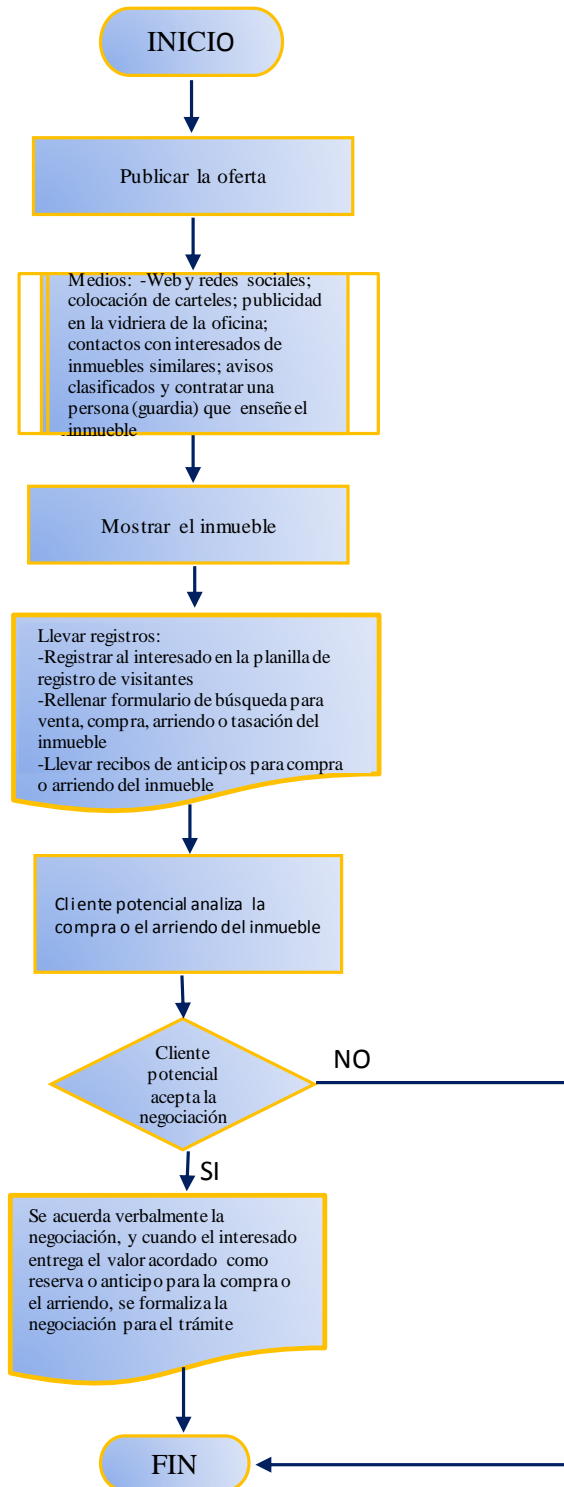 INICIO
Publicar la oferta
Medios: -Web y redes sociales;
colocación de carteles; publicidad
en la vidriera de la oficina;
contactos con interesados de
inmuebles similares; avisos
clasificados y contratar una
persona (guardia) que enseñe el
inmueble
Mostrar el inmueble
Llevar registros:
-Registrar al interesado en la planilla de
registro de visitantes
-Rellenar formulario de búsqueda para
venta, compra, arriendo o tasación del
inmueble
-Llevar recibos de anticipos para compra
o arriendo del inmueble
Cliente potencial analiza la
compra o el arriendo del inmueble
Cliente
potencial
acepta la
negociación
NO
SI
Se acuerda verbalmente la
negociación, y cuando el interesado
entrega el valor acordado como
reserva o anticipo para la compra o
el arriendo, se formaliza la
negociación para el trámite
FIN